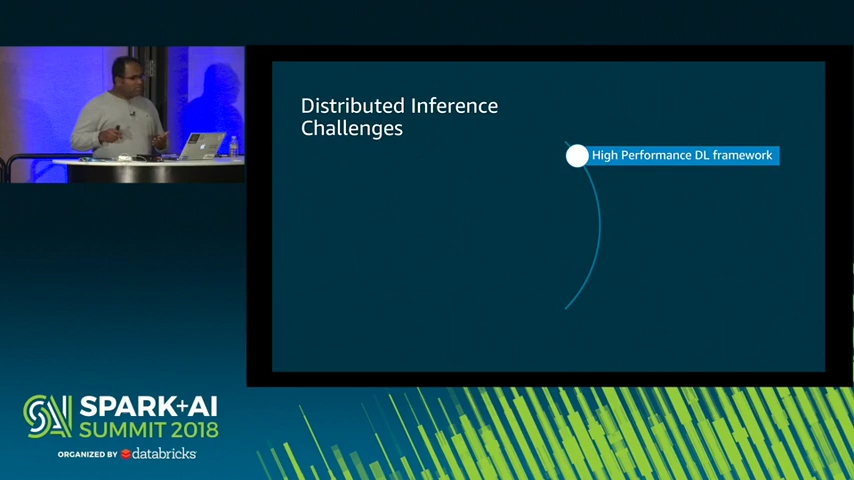 Distributed Inference
Challenges
High Performance DL framework
SPARK+AI
SUMMIT 2018
ORGANIZED BY databricks